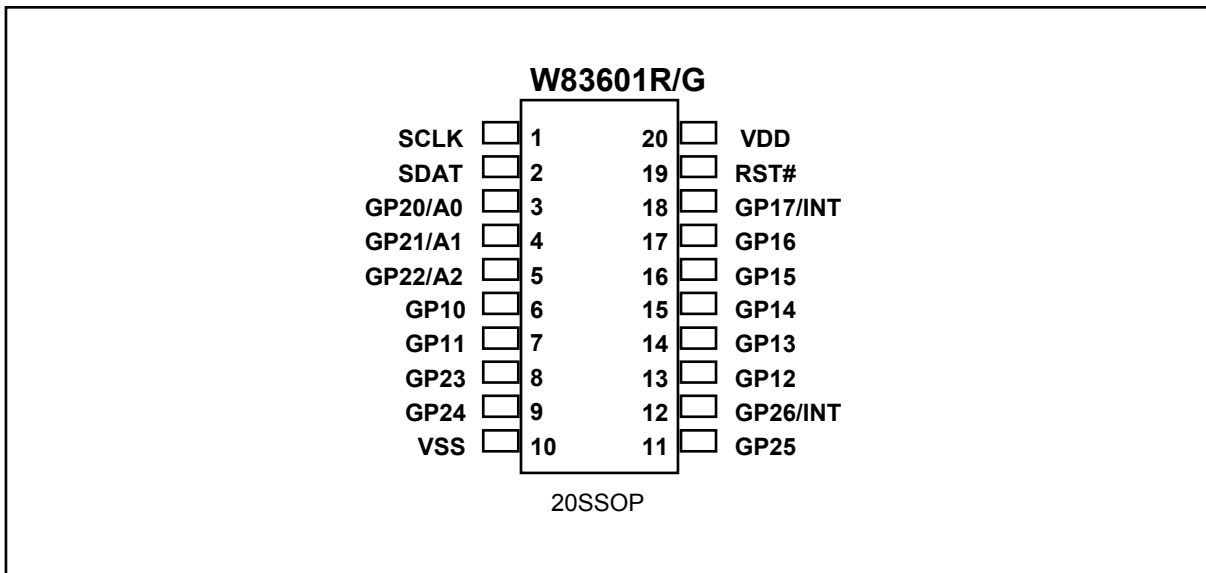 W83601R/G
SCLK 1 20 VDD
SDAT 2 19 RST#
GP20/A0 3 18 GP17/INT
GP21/A1 4 17 GP16
GP22/A2 5 16 GP15
GP10 6 15 GP14
GP11 7 14 GP13
GP23 8 13 GP12
GP24 9 12 GP26/INT
VSS 10 11 GP25
20SSOP